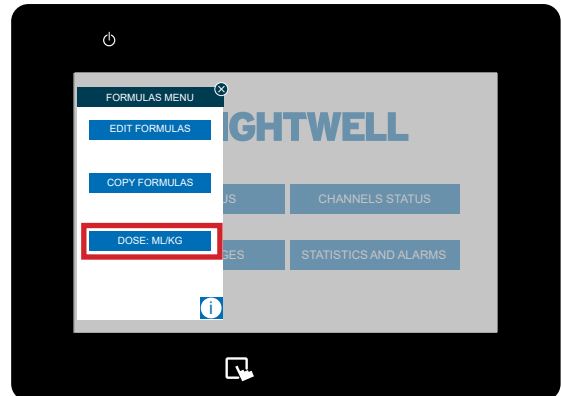 FORMULAS MENU
IGHTWELL
EDIT FORMULAS
COPY FORMULAS
US
CHANNELS STATUS
DOSE: ML/KG
GES
STATISTICS AND ALARMS
i